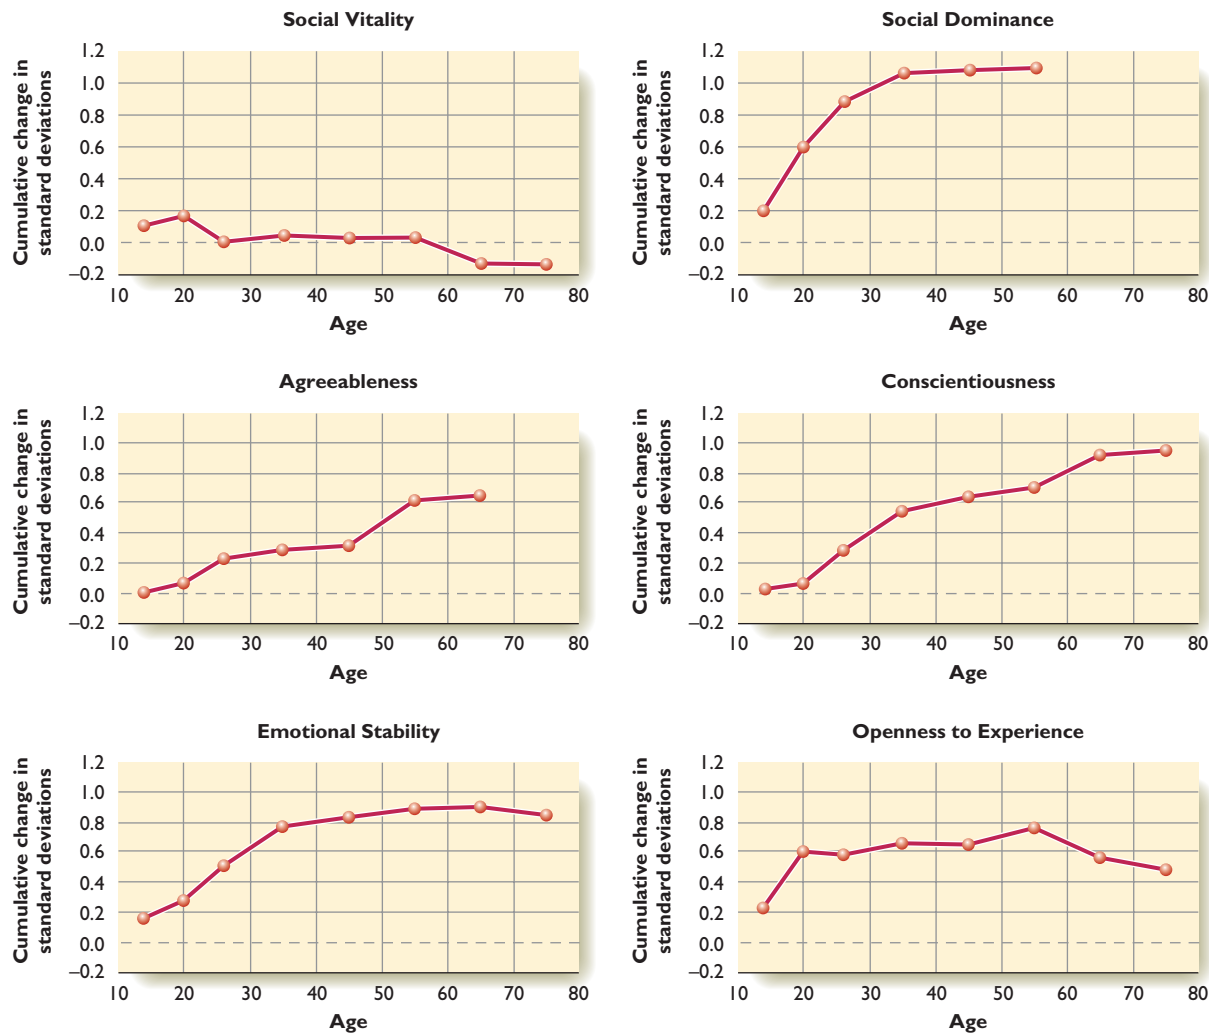 Social Vitality
Cumulative change in
standard deviations
1.2
1.0
0.8
0.6
0.4
0.2
0.0
–0.2
10 20 30 40 50 60 70 80
Age
Social Dominance
Cumulative change in
standard deviations
1.2
1.0
0.8
0.6
0.4
0.2
0.0
–0.2
10 20 30 40 50 60 70 80
Age
Agreeableness
Cumulative change in
standard deviations
1.2
1.0
0.8
0.6
0.4
0.2
0.0
–0.2
10 20 30 40 50 60 70 80
Age
Conscientiousness
Cumulative change in
standard deviations
1.2
1.0
0.8
0.6
0.4
0.2
0.0
–0.2
10 20 30 40 50 60 70 80
Age
Emotional Stability
Cumulative change in
standard deviations
1.2
1.0
0.8
0.6
0.4
0.2
0.0
–0.2
10 20 30 40 50 60 70 80
Age
Openness to Experience
Cumulative change in
standard deviations
1.2
1.0
0.8
0.6
0.4
0.2
0.0
–0.2
10 20 30 40 50 60 70 80
Age